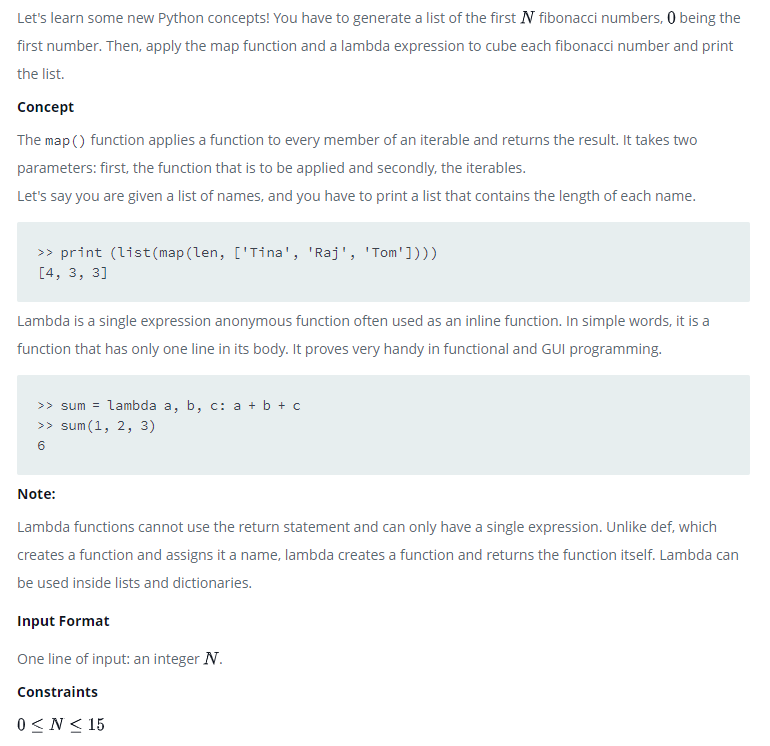 Let's learn some new Python concepts! You have to generate a list of the first N fibonacci numbers, 0 being the
first number. Then, apply the map function and a lambda expression to cube each fibonacci number and print
the list.
Concept
The map() function applies a function to every member of an iterable and returns the result. It takes two
parameters: first, the function that is to be applied and secondly, the iterables.
Let's say you are given a list of names, and you have to print a list that contains the length of each name.
>> print (list(map(len, ['Tina', 'Raj', 'Tom'])))
[4, 3, 3]
Lambda is a single expression anonymous function often used as an inline function. In simple words, it is a
function that has only one line in its body. It proves very handy in functional and GUI programming.
>> sum = lambda a, b, c: a + b + c
>> sum(1, 2, 3)
6
Note:
Lambda functions cannot use the return statement and can only have a single expression. Unlike def, which
creates a function and assigns it a name, lambda creates a function and returns the function itself. Lambda can
be used inside lists and dictionaries.
Input Format
One line of input: an integer N.
Constraints
0 ≤ N ≤ 15